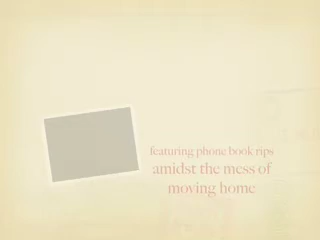 featuring phone book rips
amidst the mess of
moving home